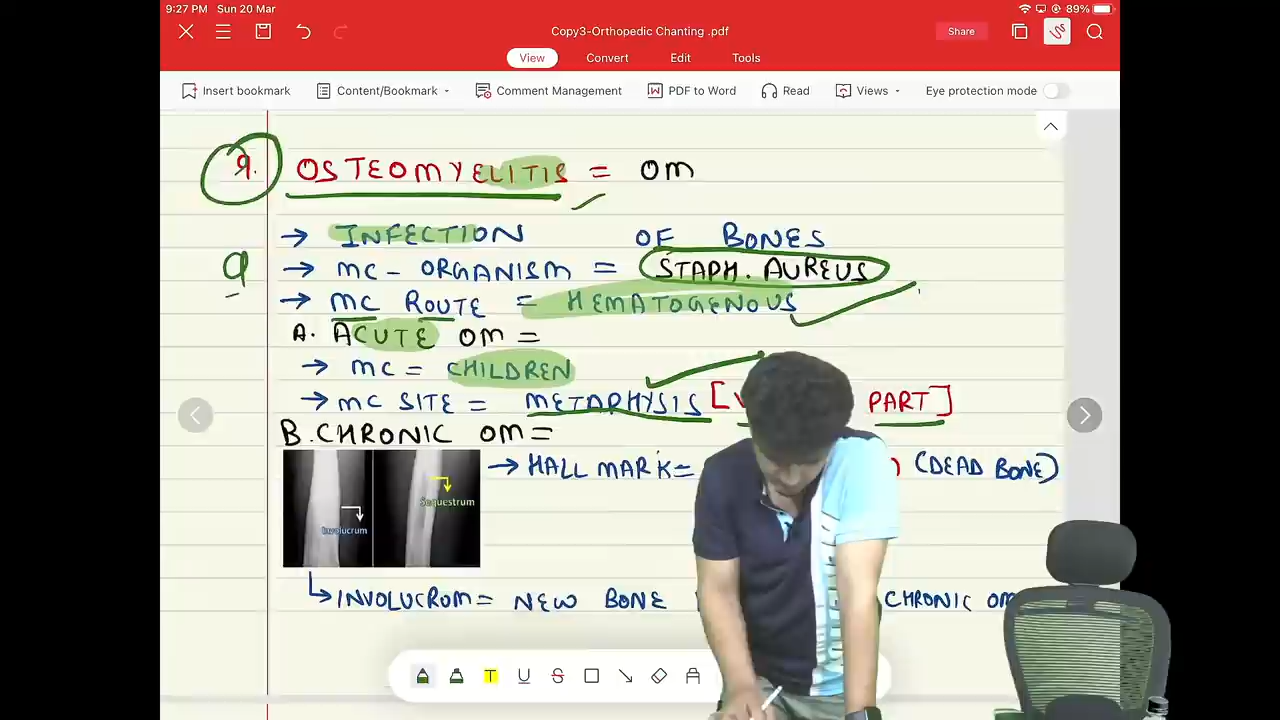 9:27 PM Sun 20 Mar 89%
Copy3-Orthopedic Chanting .pdf
Share
View Convert Edit Tools
Insert bookmark Content/Bookmark Comment Management PDF to Word Read Views Eye protection mode
9. OSTEOMYELITIS = OM
→ INFECTION OF BONES
9 → MC - ORGANISM = STAPH. AUREUS
→ MC ROUTE = HEMATOGENOUS
A. ACUTE OM =
→ MC = CHILDREN
→ MC SITE = METAPHYSIS [ PART]
B. CHRONIC OM =
→ HALL MARK = (DEAD BONE)
Sequestrum
Involucrum
↳ INVOLUCROM = NEW BONE CHRONIC OM
T U S